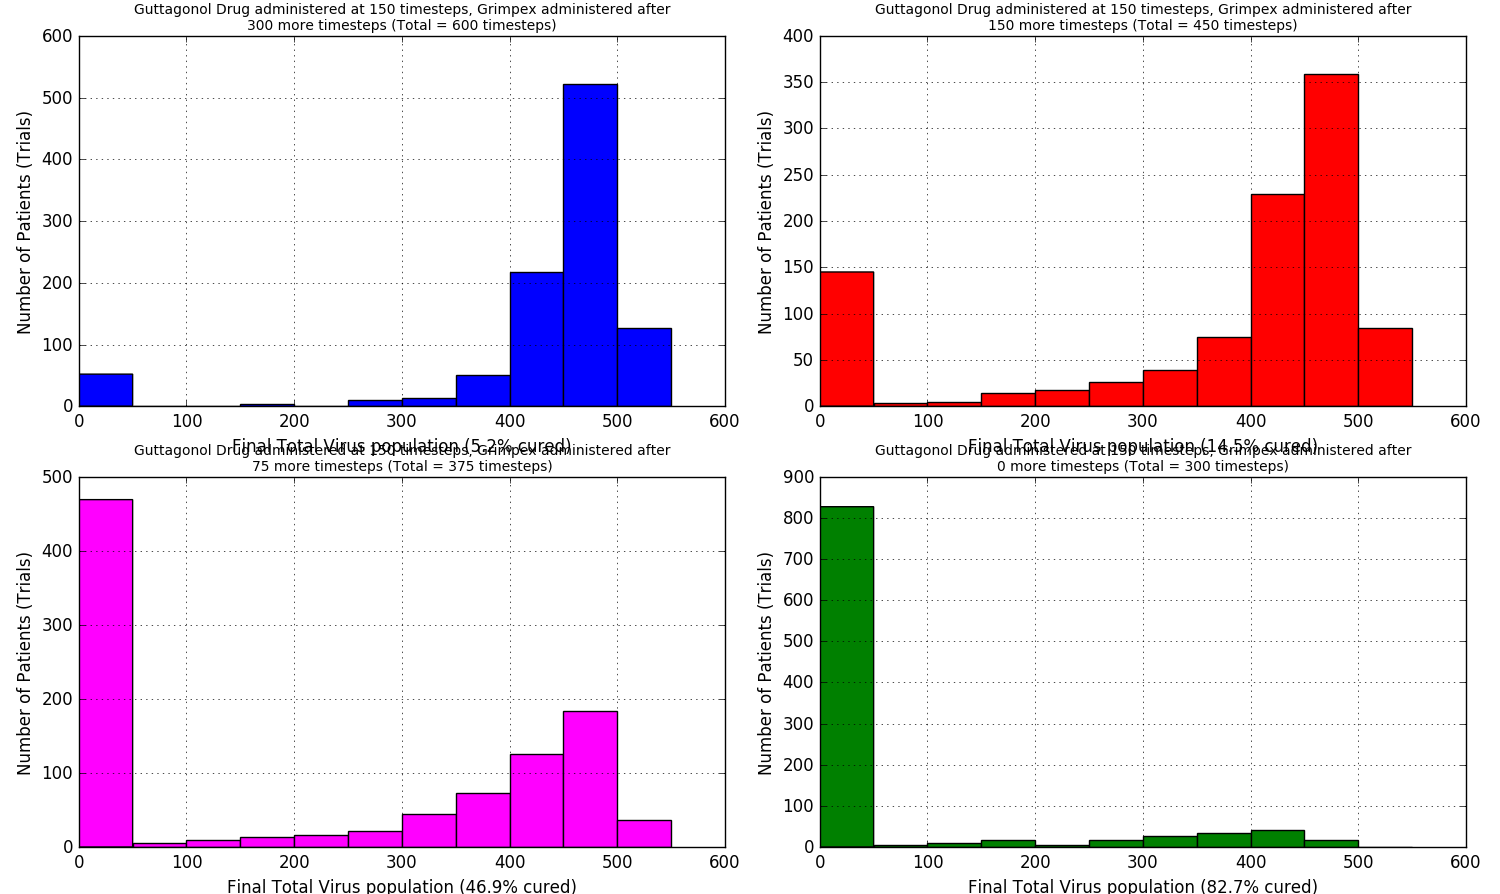 Guttagonol Drug administered at 150 timesteps, Grimpex administered after
300 more timesteps (Total = 600 timesteps)
600
500
400
300
200
100
0
Number of Patients (Trials)
0 100 200 300 400 500 600
Final Total Virus population (5.2% cured)
Guttagonol Drug administered at 150 timesteps, Grimpex administered after
150 more timesteps (Total = 450 timesteps)
400
350
300
250
200
150
100
50
0
Number of Patients (Trials)
0 100 200 300 400 500 600
Final Total Virus population (14.5% cured)
Guttagonol Drug administered at 150 timesteps, Grimpex administered after
75 more timesteps (Total = 375 timesteps)
500
400
300
200
100
0
Number of Patients (Trials)
0 100 200 300 400 500 600
Final Total Virus population (46.9% cured)
Guttagonol Drug administered at 150 timesteps, Grimpex administered after
0 more timesteps (Total = 300 timesteps)
900
800
700
600
500
400
300
200
100
0
Number of Patients (Trials)
0 100 200 300 400 500 600
Final Total Virus population (82.7% cured)